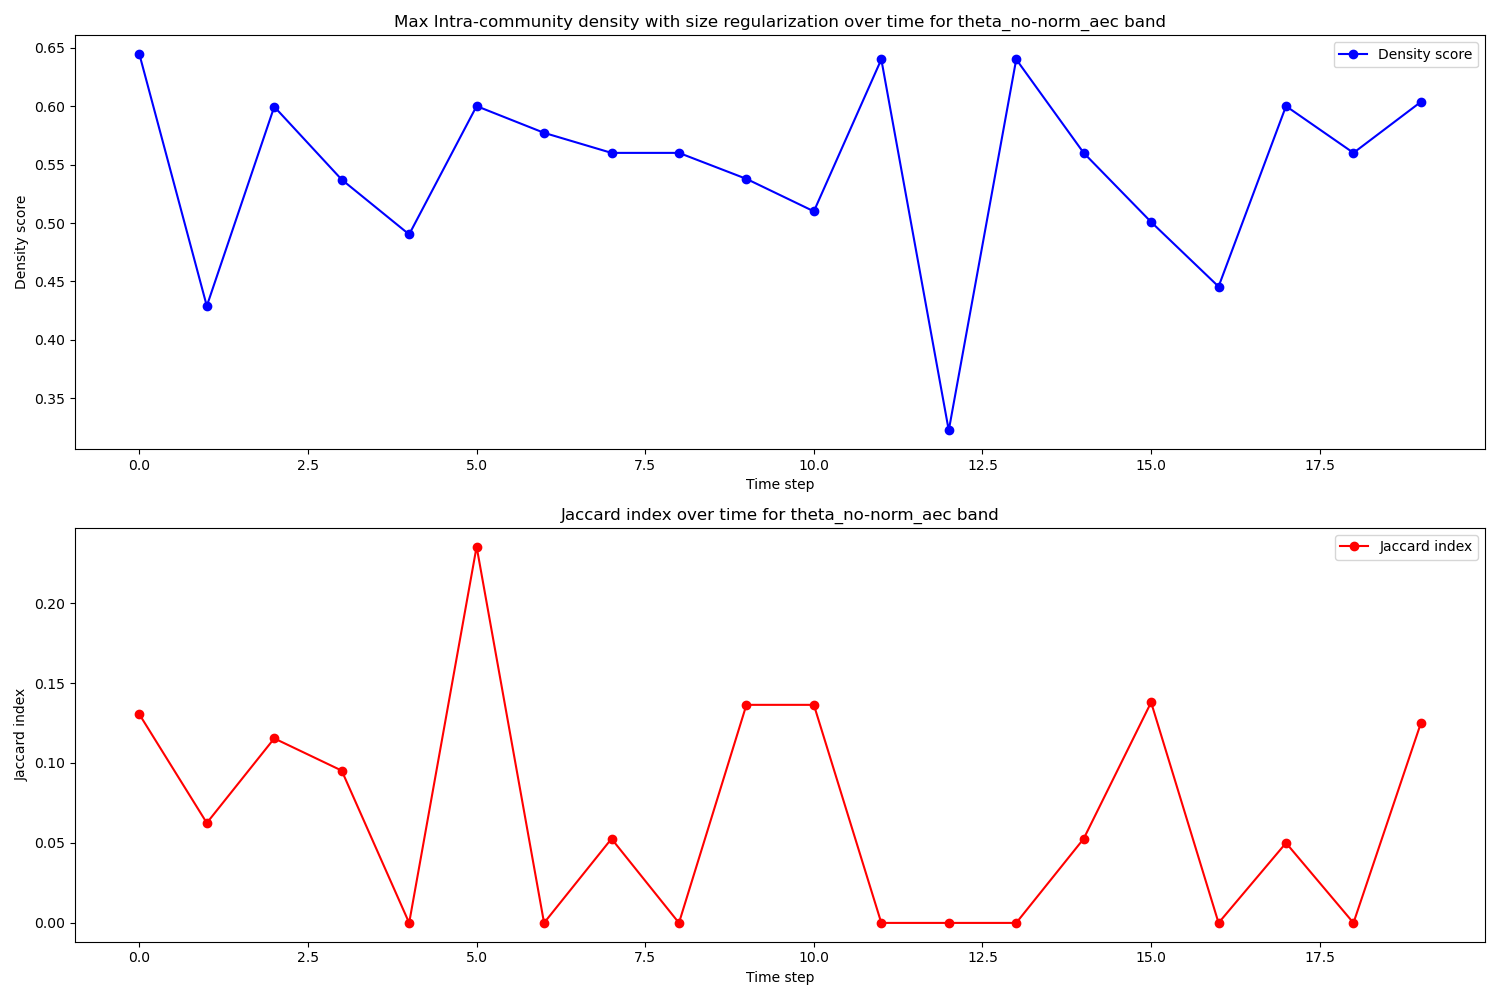 Max Intra-community density with size regularization over time for theta_no-norm_aec band
Density score
0.65
0.60
0.55
0.50
0.45
0.40
0.35
Density score
0.0 2.5 5.0 7.5 10.0 12.5 15.0 17.5
Time step
Jaccard index over time for theta_no-norm_aec band
Jaccard index
0.20
0.15
0.10
0.05
0.00
Jaccard index
0.0 2.5 5.0 7.5 10.0 12.5 15.0 17.5
Time step